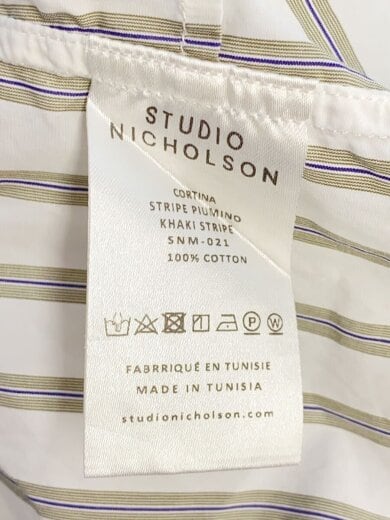 STUDIO
NICHOLSON
CORTINA
STRIPE PIUMINO
KHAKI STRIPE
SNM-021
100% COTTON
P W
FABRRIQUÉ EN TUNISIE
MADE IN TUNISIA
studionicholson.com